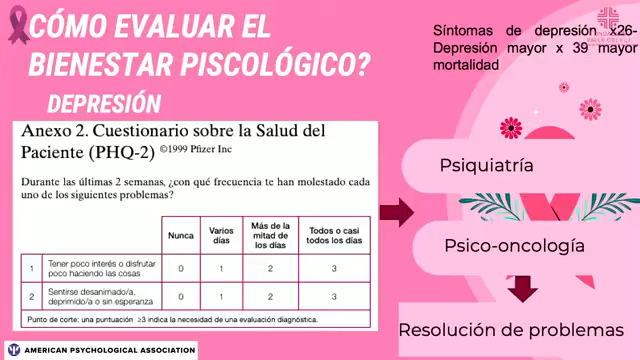 ¿CÓMO EVALUAR EL
BIENESTAR PISCOLÓGICO?
DEPRESIÓN
Síntomas de depresión x26-
Depresión mayor x 39 mayor
mortalidad
Anexo 2. Cuestionario sobre la Salud del
Paciente (PHQ-2) ©1999 Pfizer Inc
Durante las últimas 2 semanas, ¿con qué frecuencia te han molestado cada
uno de los siguientes problemas?
Nunca Varios días Más de la mitad de los días Todos o casi todos los días
1 Tener poco interés o disfrutar poco haciendo las cosas 0 1 2 3
2 Sentirse desanimado/a, deprimido/a o sin esperanza 0 1 2 3
Punto de corte: una puntuación ≥3 indica la necesidad de una evaluación diagnóstica.
Psiquiatría
Psico-oncología
Resolución de problemas
AMERICAN PSYCHOLOGICAL ASSOCIATION